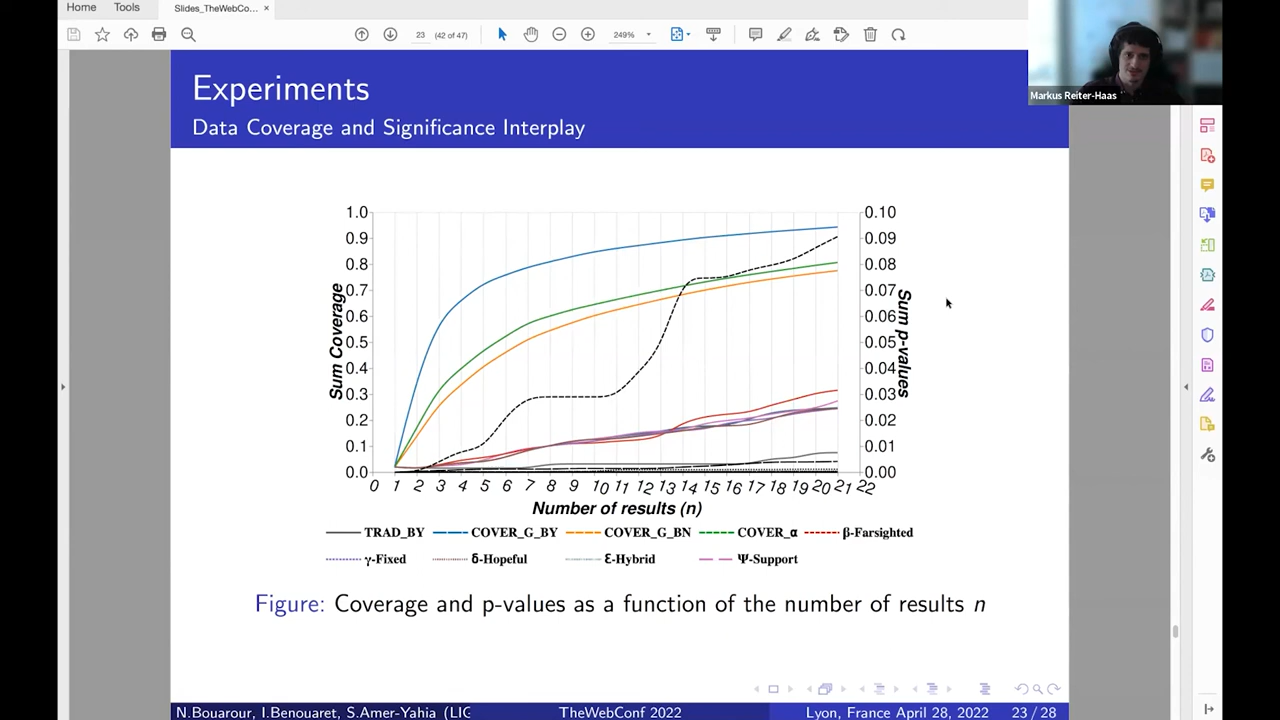 Home Tools Slides_TheWebCo... ×
23 (42 of 47) 249%
Markus Reiter-Haas
Experiments
Data Coverage and Significance Interplay
1.0 0.10
0.9 0.09
0.8 0.08
0.7 0.07
0.6 0.06
0.5 0.05
0.4 0.04
0.3 0.03
0.2 0.02
0.1 0.01
0.0 0.00
Sum Coverage
Sum p-values
0 1 2 3 4 5 6 7 8 9 10 11 12 13 14 15 16 17 18 19 20 21 22
Number of results (n)
TRAD_BY COVER_G_BY COVER_G_BN COVER_α β-Farsighted
γ-Fixed δ-Hopeful Ɛ-Hybrid Ψ-Support
Figure: Coverage and p-values as a function of the number of results n
N.Bouarour, I.Benouaret, S.Amer-Yahia (LIG TheWebConf 2022 Lyon, France April 28, 2022 23 / 28